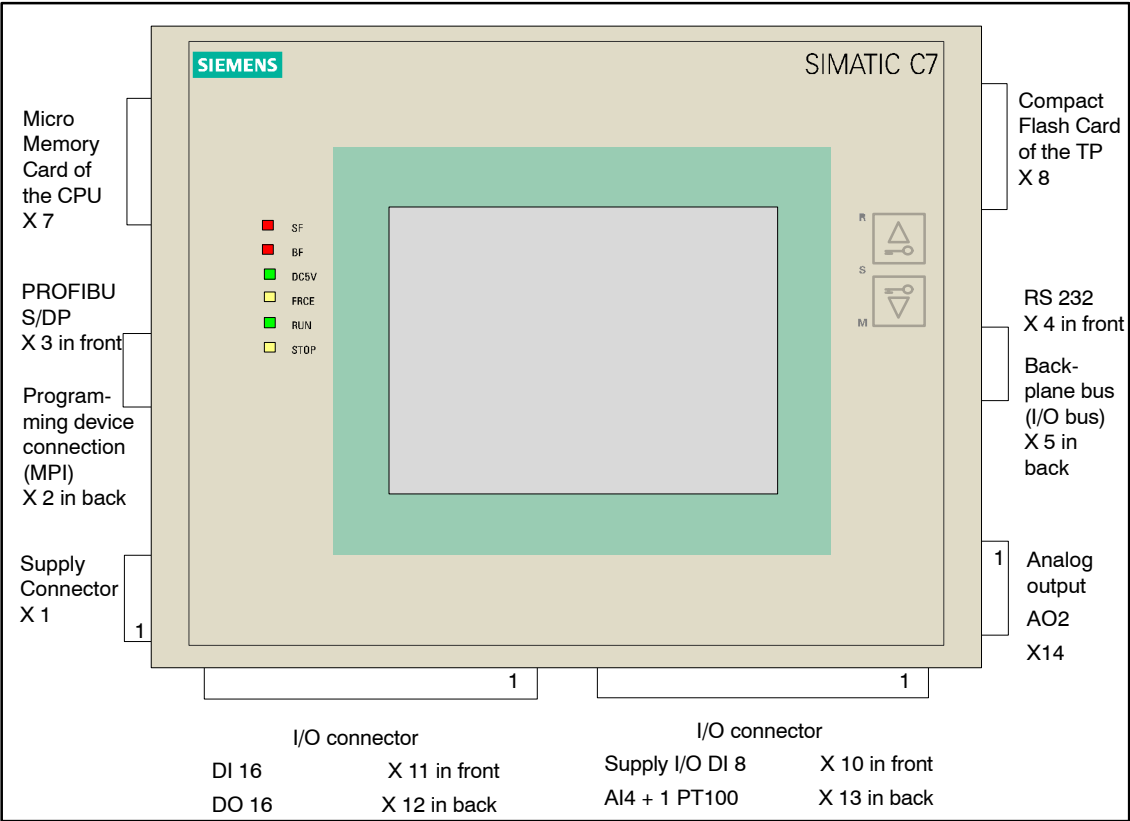 SIEMENS
SIMATIC C7
Micro
Memory
Card of
the CPU
X 7
PROFIBU
S/DP
X 3 in front
Program-
ming device
connection
(MPI)
X 2 in back
Supply
Connector
X 1
1
SF
BF
DC5V
FRCE
RUN
STOP
R
S
M
Compact
Flash Card
of the TP
X 8
RS 232
X 4 in front
Back-
plane bus
(I/O bus)
X 5 in
back
1
Analog
output
AO2
X14
1
1
I/O connector
DI 16 X 11 in front
DO 16 X 12 in back
I/O connector
Supply I/O DI 8 X 10 in front
AI4 + 1 PT100 X 13 in back